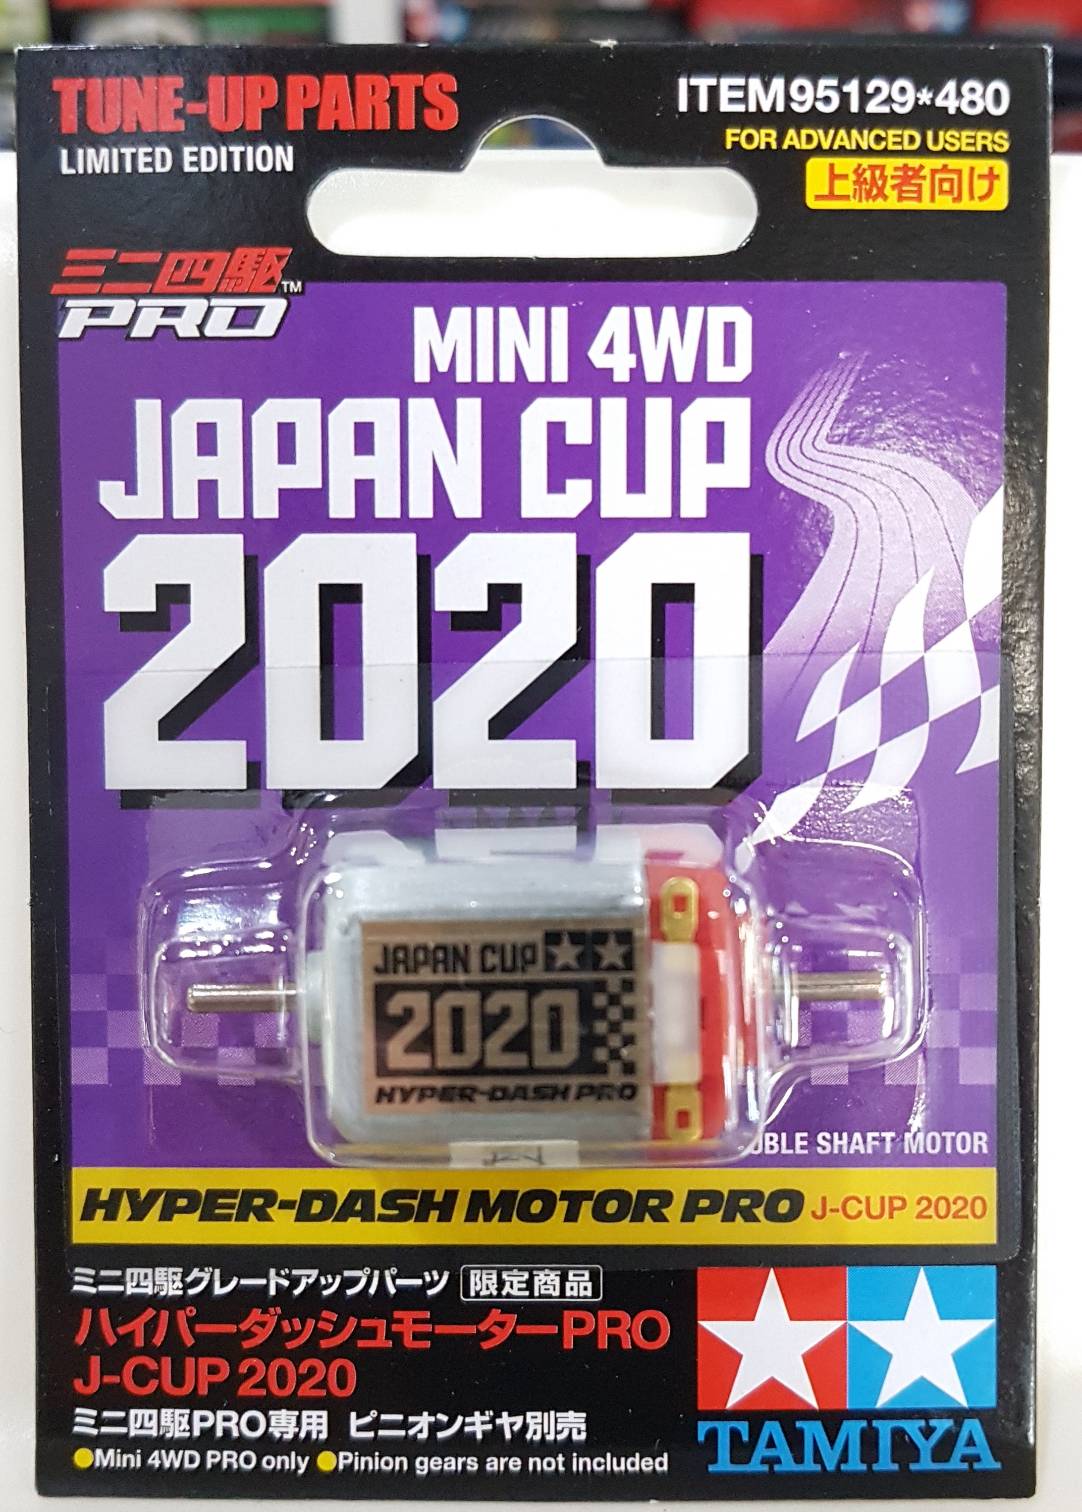 TUNE-UP PARTS
LIMITED EDITION
ITEM95129*480
FOR ADVANCED USERS
上級者向け
ミニ四駆™
PRO
MINI 4WD
JAPAN CUP
2020
JAPAN CUP
2020
HYPER-DASH PRO
SHAFT MOTOR
HYPER-DASH MOTOR PRO J-CUP 2020
ミニ四駆グレードアップパーツ 限定商品
ハイパーダッシュモーターPRO
J-CUP 2020
ミニ四駆PRO専用 ピニオンギヤ別売
●Mini 4WD PRO only ●Pinion gears are not included
TAMIYA